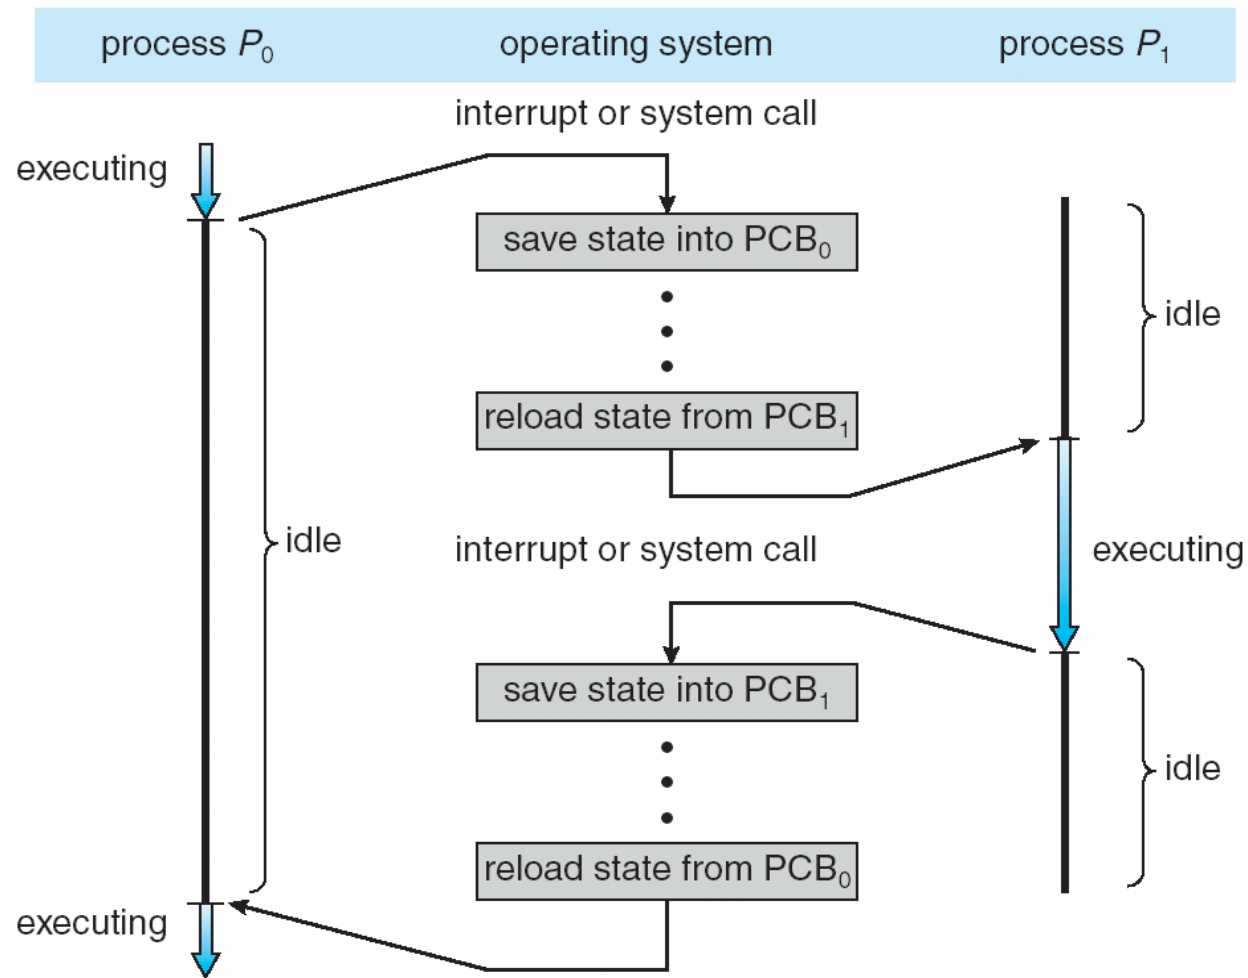 process P₀
operating system
process P₁
interrupt or system call
executing
save state into PCB₀
idle
reload state from PCB₁
idle
interrupt or system call
executing
save state into PCB₁
idle
reload state from PCB₀
executing